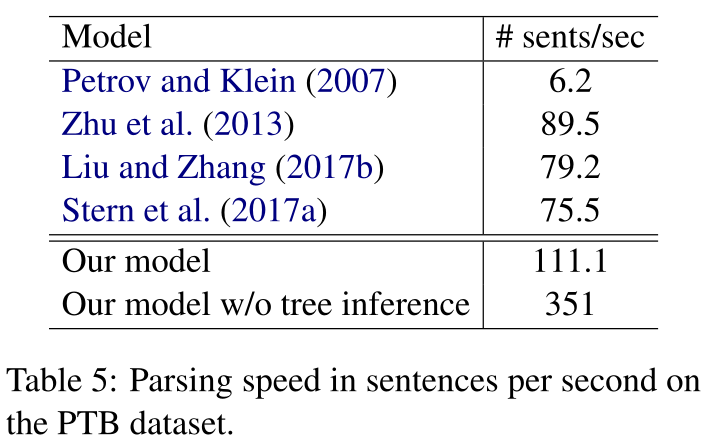 Model # sents/sec
Petrov and Klein (2007) 6.2
Zhu et al. (2013) 89.5
Liu and Zhang (2017b) 79.2
Stern et al. (2017a) 75.5
Our model 111.1
Our model w/o tree inference 351
Table 5: Parsing speed in sentences per second on
the PTB dataset.